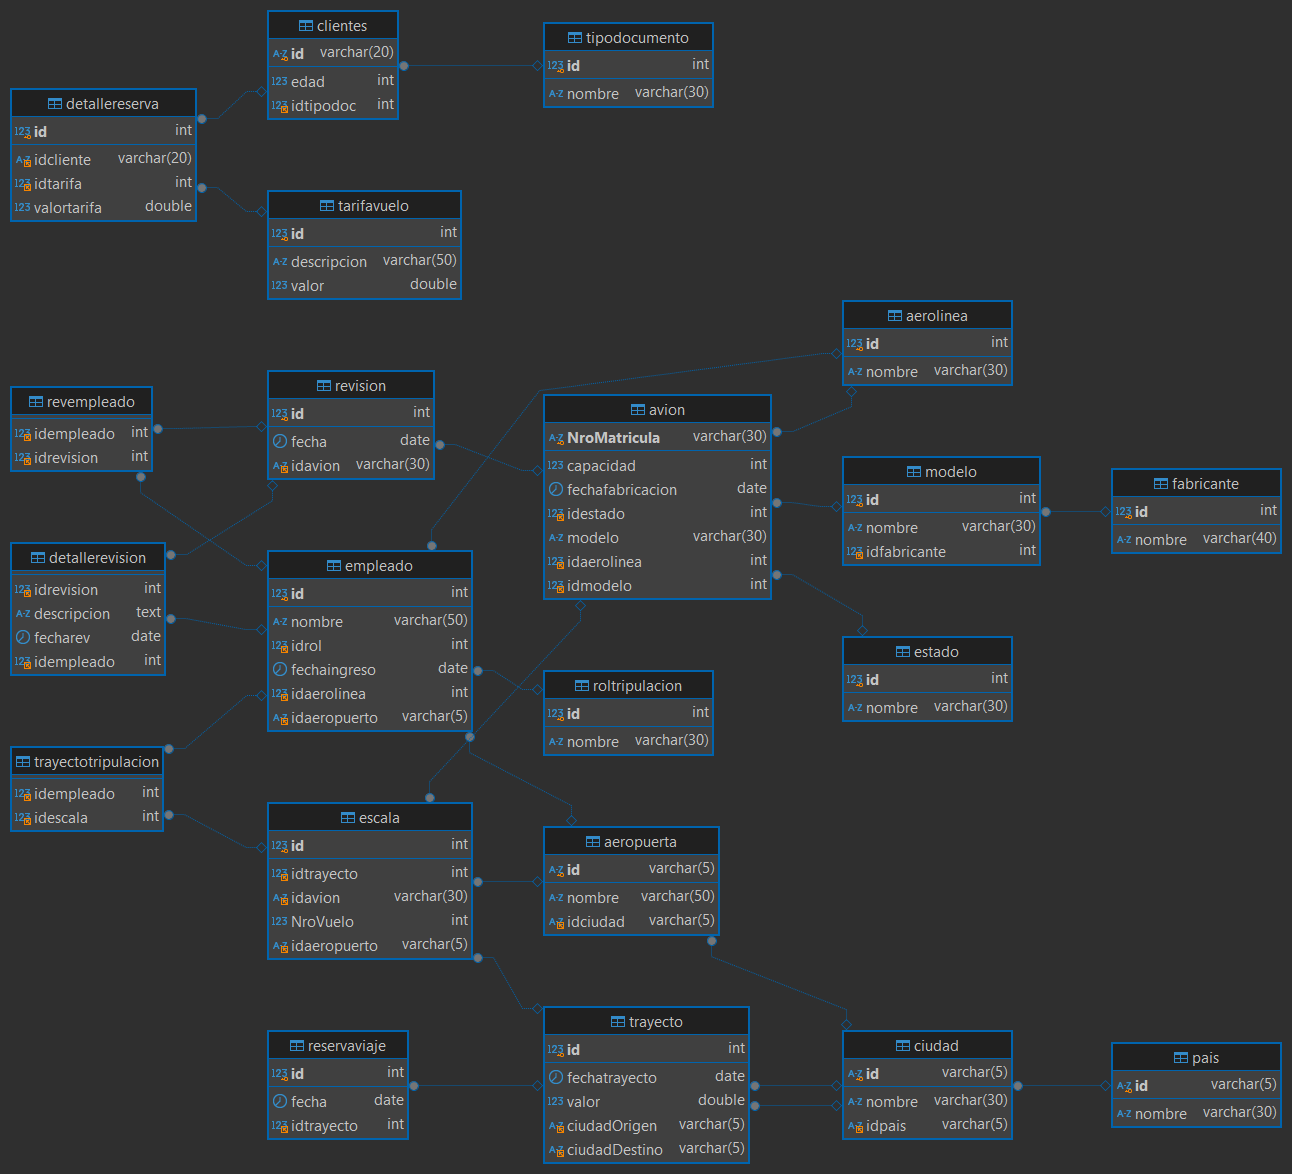 clientes
id varchar(20)
edad int
idtipodoc int
tipodocumento
id int
nombre varchar(30)
detallereserva
id int
idcliente varchar(20)
idtarifa int
valortarifa double
tarifavuelo
id int
descripcion varchar(50)
valor double
aerolinea
id int
nombre varchar(30)
revision
id int
fecha date
idavion varchar(30)
revempleado
idempleado int
idrevision int
avion
NroMatricula varchar(30)
capacidad int
fechafabricacion date
idestado int
modelo varchar(30)
idaerolinea int
idmodelo int
modelo
id int
nombre varchar(30)
idfabricante int
fabricante
id int
nombre varchar(40)
detallerevision
idrevision int
descripcion text
fecharev date
idempleado int
empleado
id int
nombre varchar(50)
idrol int
fechaingreso date
idaerolinea int
idaeropuerto varchar(5)
estado
id int
nombre varchar(30)
roltripulacion
id int
nombre varchar(30)
trayectotripulacion
idempleado int
idescala int
escala
id int
idtrayecto int
idavion varchar(30)
NroVuelo int
idaeropuerto varchar(5)
aeropuerta
id varchar(5)
nombre varchar(50)
idciudad varchar(5)
trayecto
id int
fechatrayecto date
valor double
ciudadOrigen varchar(5)
ciudadDestino varchar(5)
reservaviaje
id int
fecha date
idtrayecto int
ciudad
id varchar(5)
nombre varchar(30)
idpais varchar(5)
pais
id varchar(5)
nombre varchar(30)